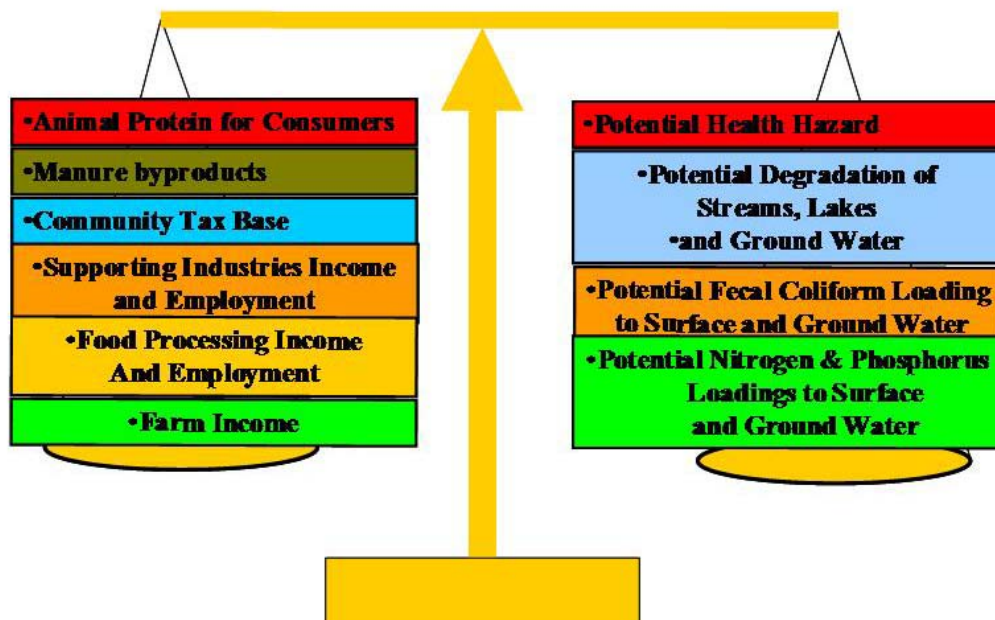 •Animal Protein for Consumers
•Manure byproducts
•Community Tax Base
•Supporting Industries Income
and Employment
•Food Processing Income
And Employment
•Farm Income
•Potential Health Hazard
•Potential Degradation of
Streams, Lakes
•and Ground Water
•Potential Fecal Coliform Loading
to Surface and Ground Water
•Potential Nitrogen & Phosphorus
Loadings to Surface
and Ground Water